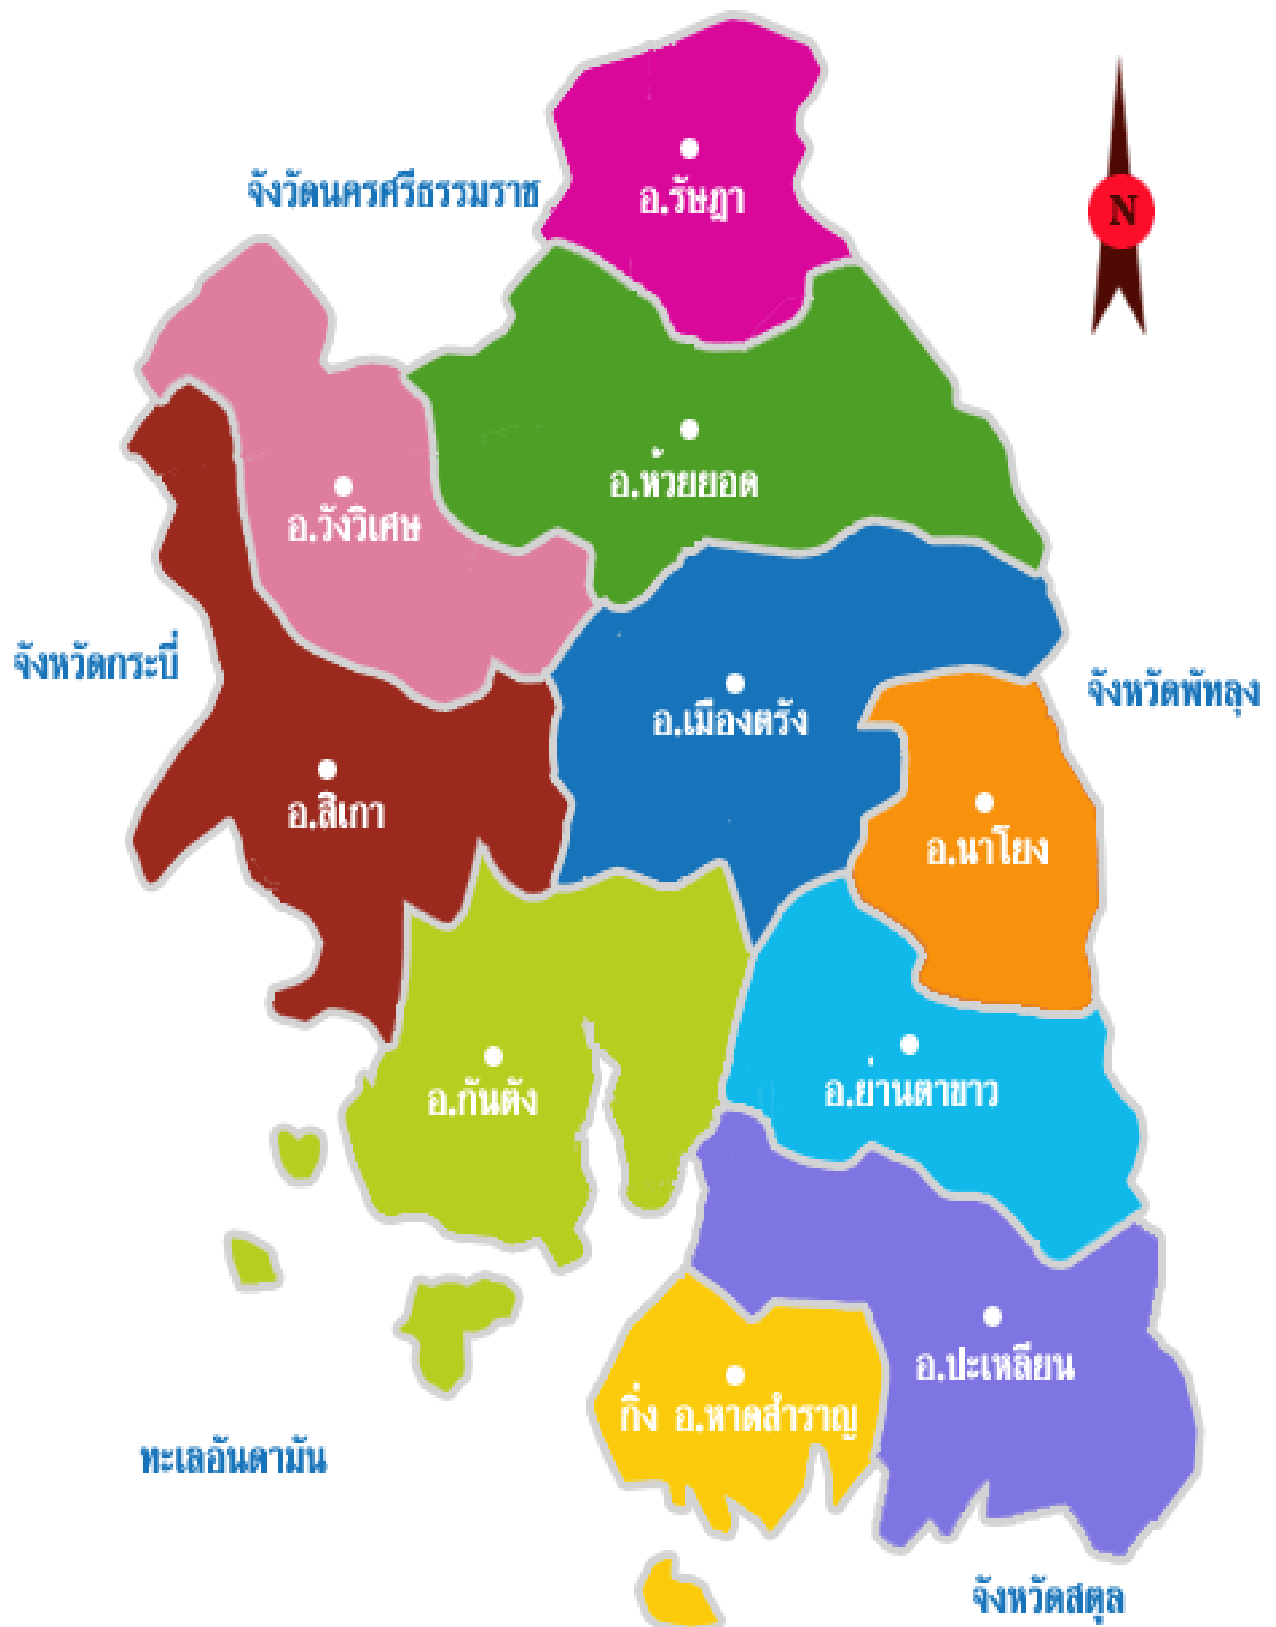 อ.รัษฎา
จังวัดนครศรีธรรมราช
N
อ.ห้วยยอด
อ.วังวิเศษ
จังหวัดกระบี่
จังหวัดพัทลุง
อ.เมืองตรัง
อ.สิเกา
อ.นาโยง
อ.กันตัง
อ.ย่านตาขาว
อ.ปะเหลียน
กิ่ง อ.หาดสำราญ
ทะเลอันดามัน
จังหวัดสตูล